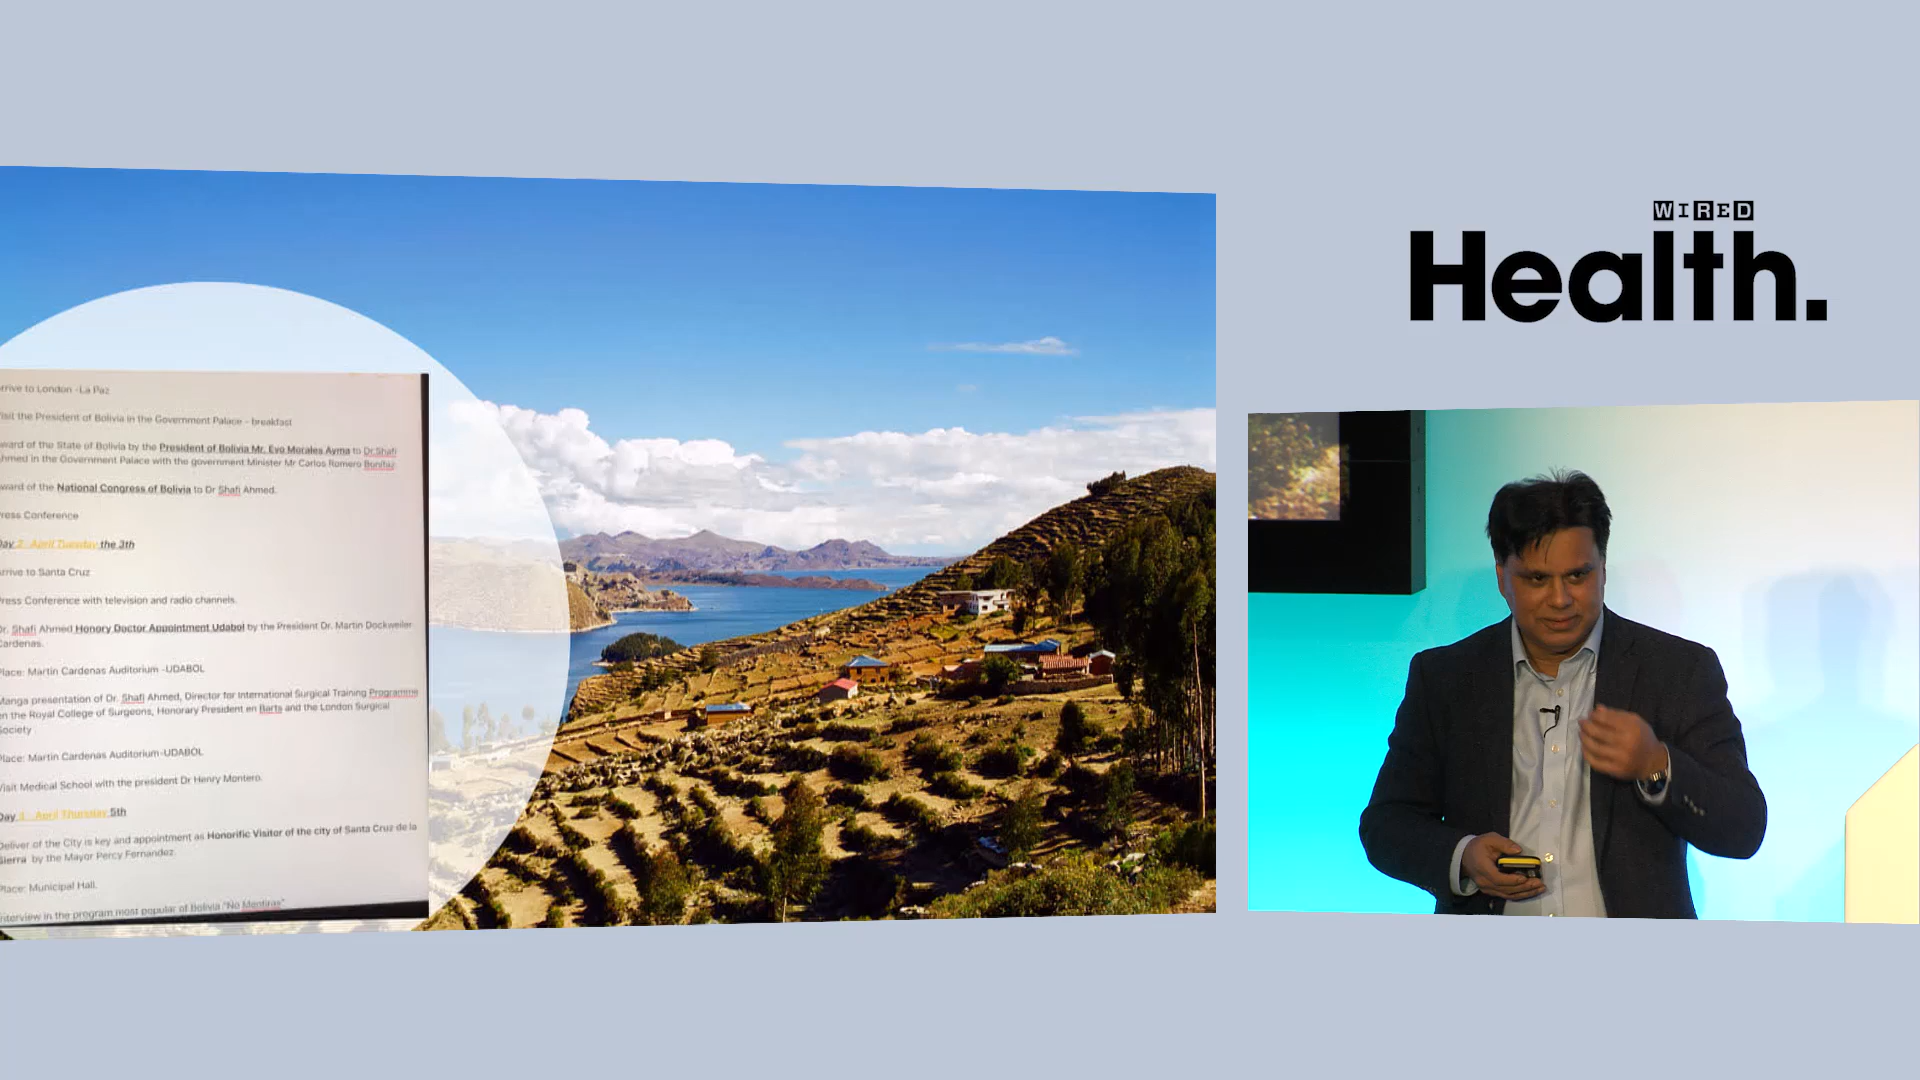 rrive to London -La Paz
isit the President of Bolivia in the Government Palace - breakfast
ward of the State of Bolivia by the President of Bolivia Mr. Evo Morales Ayma to Dr.Shafi
hmed in the Government Palace with the government Minister Mr Carlos Romero Bonifaz.
ward of the National Congress of Bolivia to Dr Shafi Ahmed.
ress Conference
Day 2 April Tuesday the 3th
rrive to Santa Cruz
ress Conference with television and radio channels.
Dr. Shafi Ahmed Honory Doctor Appointment Udabol by the President Dr. Martin Dockweiler
Cardenas.
Place: Martin Cardenas Auditorium -UDABOL
Manga presentation of Dr. Shafi Ahmed, Director for International Surgical Training Programme
n the Royal College of Surgeons, Honorary President en Barts and the London Surgical
Society
Place: Martin Cardenas Auditorium-UDABOL
isit Medical School with the president Dr Henry Montero.
Day April Thursday 5th
Deliver of the City is key and appointment as Honorific Visitor of the city of Santa Cruz de la
Sierra by the Mayor Percy Fernandez.
Place: Municipal Hall.
nterview in the program most popular of Bolivia "No Mentiras"
WIRED
Health.